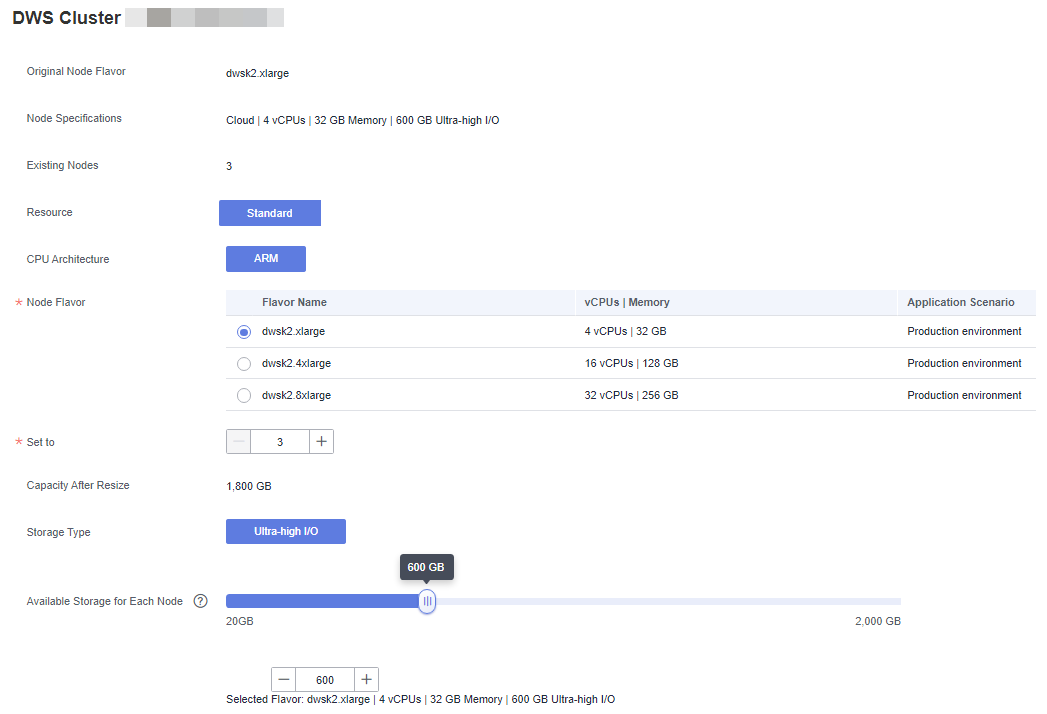 DWS Cluster
Original Node Flavor dwsk2.xlarge
Node Specifications Cloud | 4 vCPUs | 32 GB Memory | 600 GB Ultra-high I/O
Existing Nodes 3
Resource Standard
CPU Architecture ARM
* Node Flavor Flavor Name vCPUs | Memory Application Scenario
dwsk2.xlarge 4 vCPUs | 32 GB Production environment
dwsk2.4xlarge 16 vCPUs | 128 GB Production environment
dwsk2.8xlarge 32 vCPUs | 256 GB Production environment
* Set to — 3 +
Capacity After Resize 1,800 GB
Storage Type Ultra-high I/O
600 GB
Available Storage for Each Node ?
20GB 2,000 GB
— 600 +
Selected Flavor: dwsk2.xlarge | 4 vCPUs | 32 GB Memory | 600 GB Ultra-high I/O